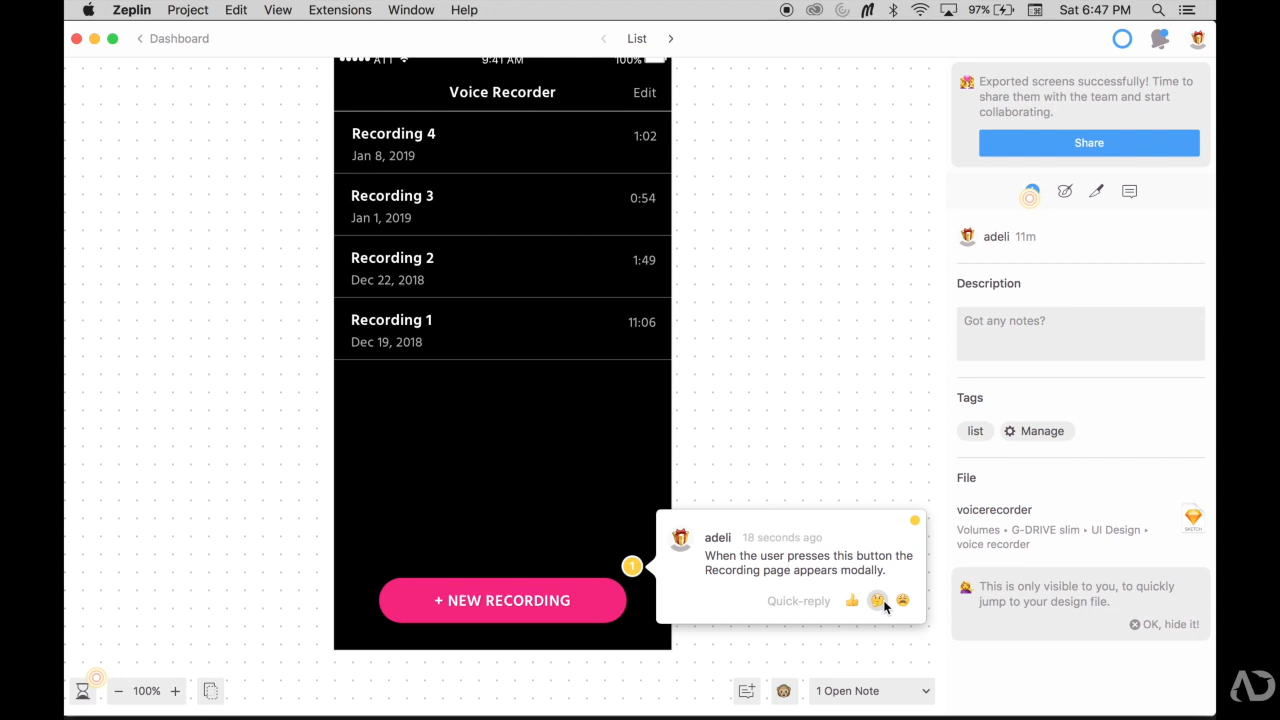 Zeplin Project Edit View Extensions Window Help 97% Sat 6:47 PM
Dashboard List
ATT 9:41 AM 100%
Voice Recorder Edit
Recording 4 1:02
Jan 8, 2019
Recording 3 0:54
Jan 1, 2019
Recording 2 1:49
Dec 22, 2018
Recording 1 11:06
Dec 19, 2018
+ NEW RECORDING
1
adeli 18 seconds ago
When the user presses this button the
Recording page appears modally.
Quick-reply
100%
1 Open Note
Exported screens successfully! Time to
share them with the team and start
collaborating.
Share
adeli 11m
Description
Got any notes?
Tags
list Manage
File
voicerecorder
Volumes • G-DRIVE slim • UI Design •
voice recorder
SKETCH
This is only visible to you, to quickly
jump to your design file.
OK, hide it!